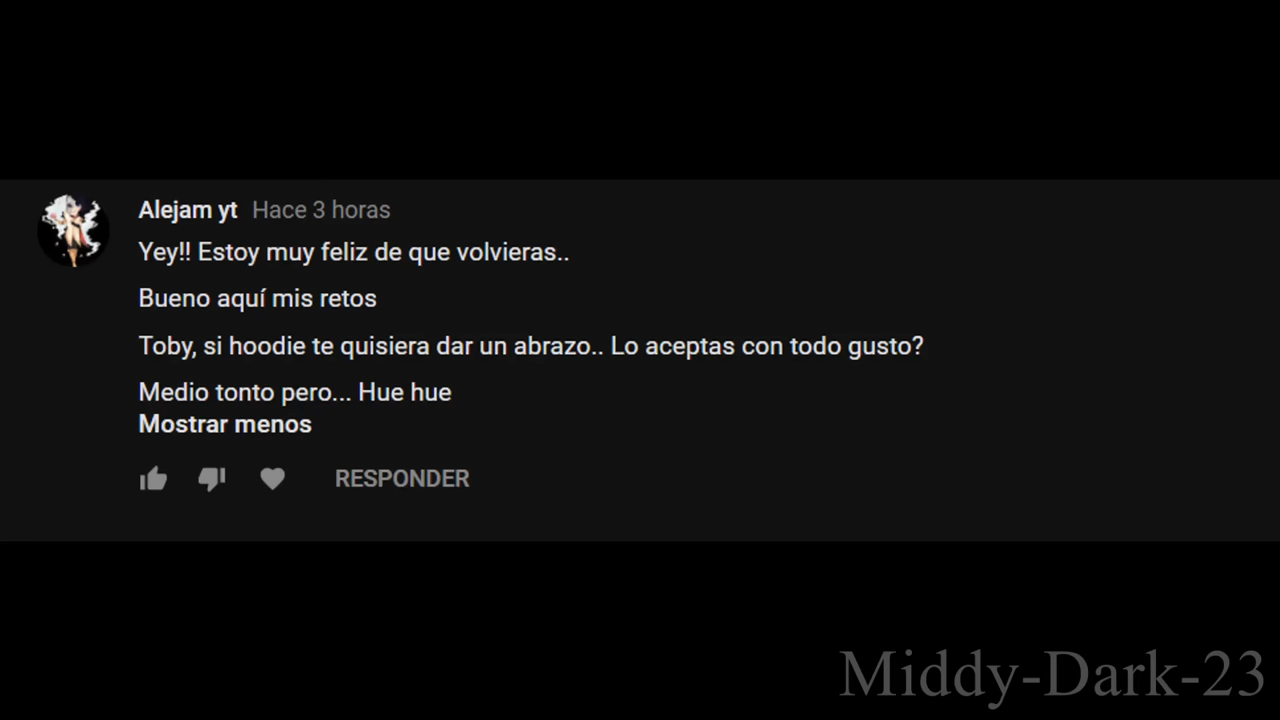 Alejam yt Hace 3 horas
Yey!! Estoy muy feliz de que volvieras..
Bueno aquí mis retos
Toby, si hoodie te quisiera dar un abrazo.. Lo aceptas con todo gusto?
Medio tonto pero... Hue hue
Mostrar menos
RESPONDER
Middy-Dark-23